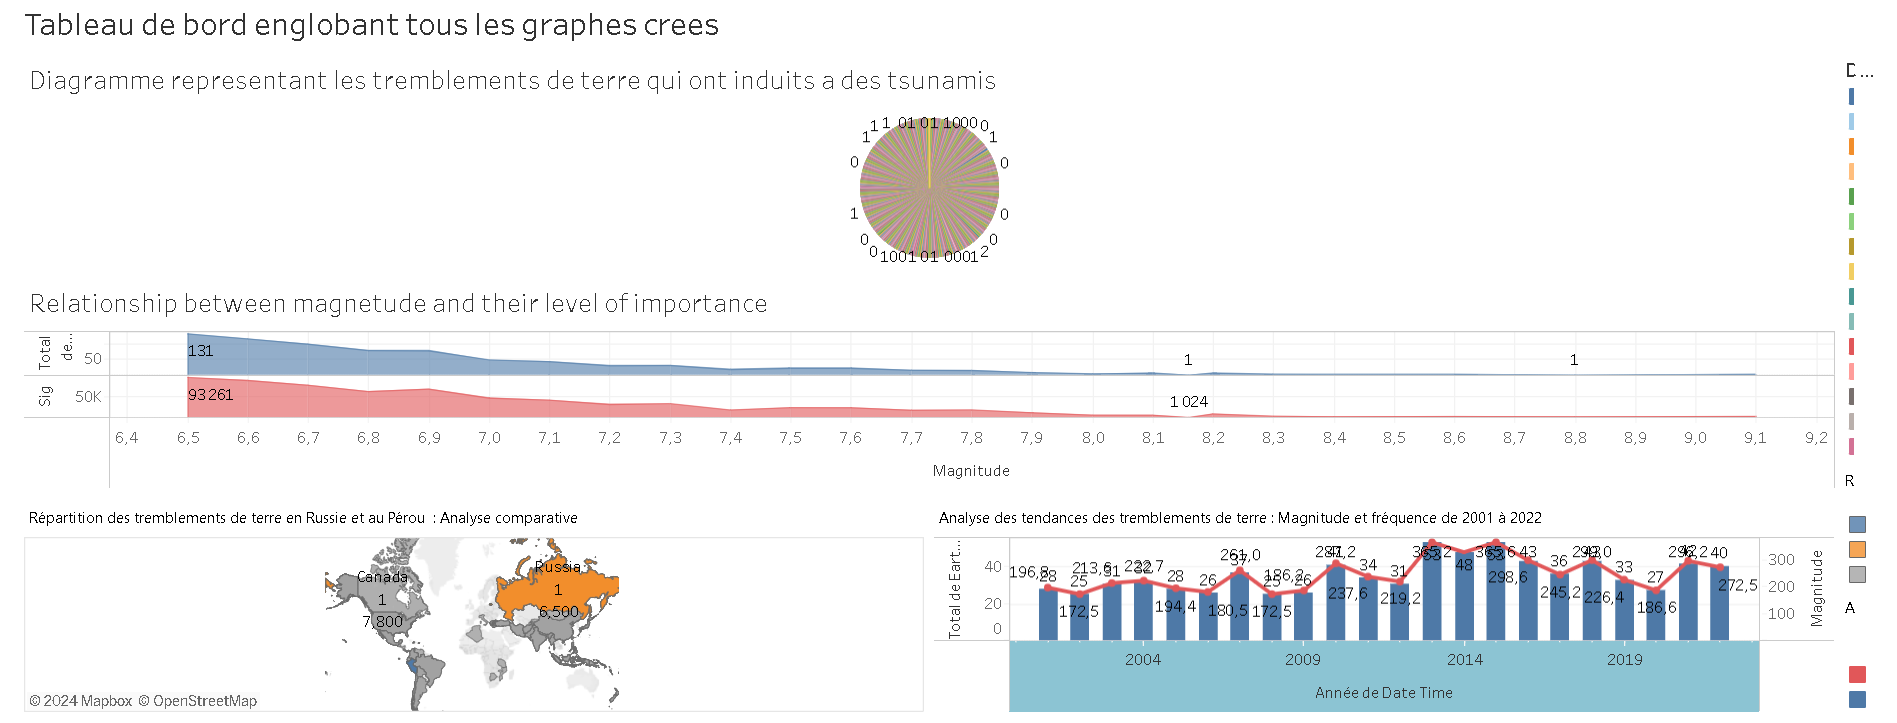 Tableau de bord englobant tous les graphes crees
Diagramme representant les tremblements de terre qui ont induits a des tsunamis
D...
1 1 1 01 01 1000 0 1
0 0
1 0
0 0 1001 01 0001 2 0
Relationship between magnetude and their level of importance
Total de...
50
131
1
1
Sig
50K
93 261
1 024
6,4 6,5 6,6 6,7 6,8 6,9 7,0 7,1 7,2 7,3 7,4 7,5 7,6 7,7 7,8 7,9 8,0 8,1 8,2 8,3 8,4 8,5 8,6 8,7 8,8 8,9 9,0 9,1 9,2
Magnitude
R
A
Répartition des tremblements de terre en Russie et au Pérou : Analyse comparative
Canada
1
7,800
Russia
1
6,500
© 2024 Mapbox © OpenStreetMap
Analyse des tendances des tremblements de terre : Magnitude et fréquence de 2001 à 2022
Total de Eart...
40
20
0
196,8 28 25 213,6 31 222,7 32 28 26 261,0 37 186,2 25 26 287,2 41 34 31 365,2 53 48 365,6 53 43 36 299,0 43 33 27 296,2 42 40
172,5 194,4 180,5 172,5 237,6 219,2 298,6 245,2 226,4 186,6 272,5
300
200
100
Magnitude
2004 2009 2014 2019
Année de Date Time